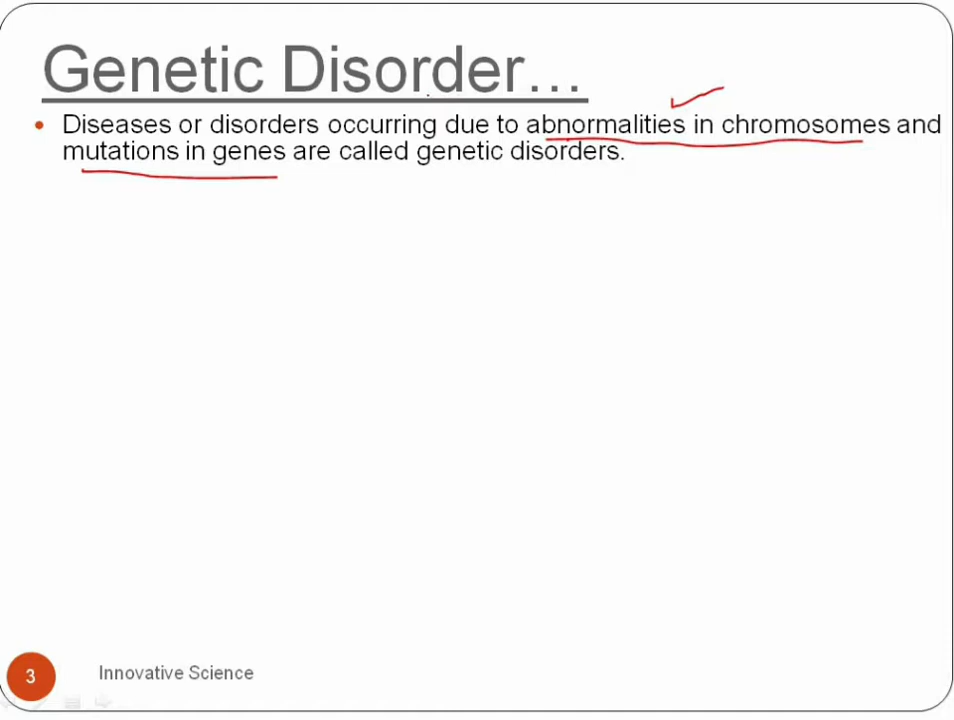 Genetic Disorder...
• Diseases or disorders occurring due to abnormalities in chromosomes and
mutations in genes are called genetic disorders.
3 Innovative Science